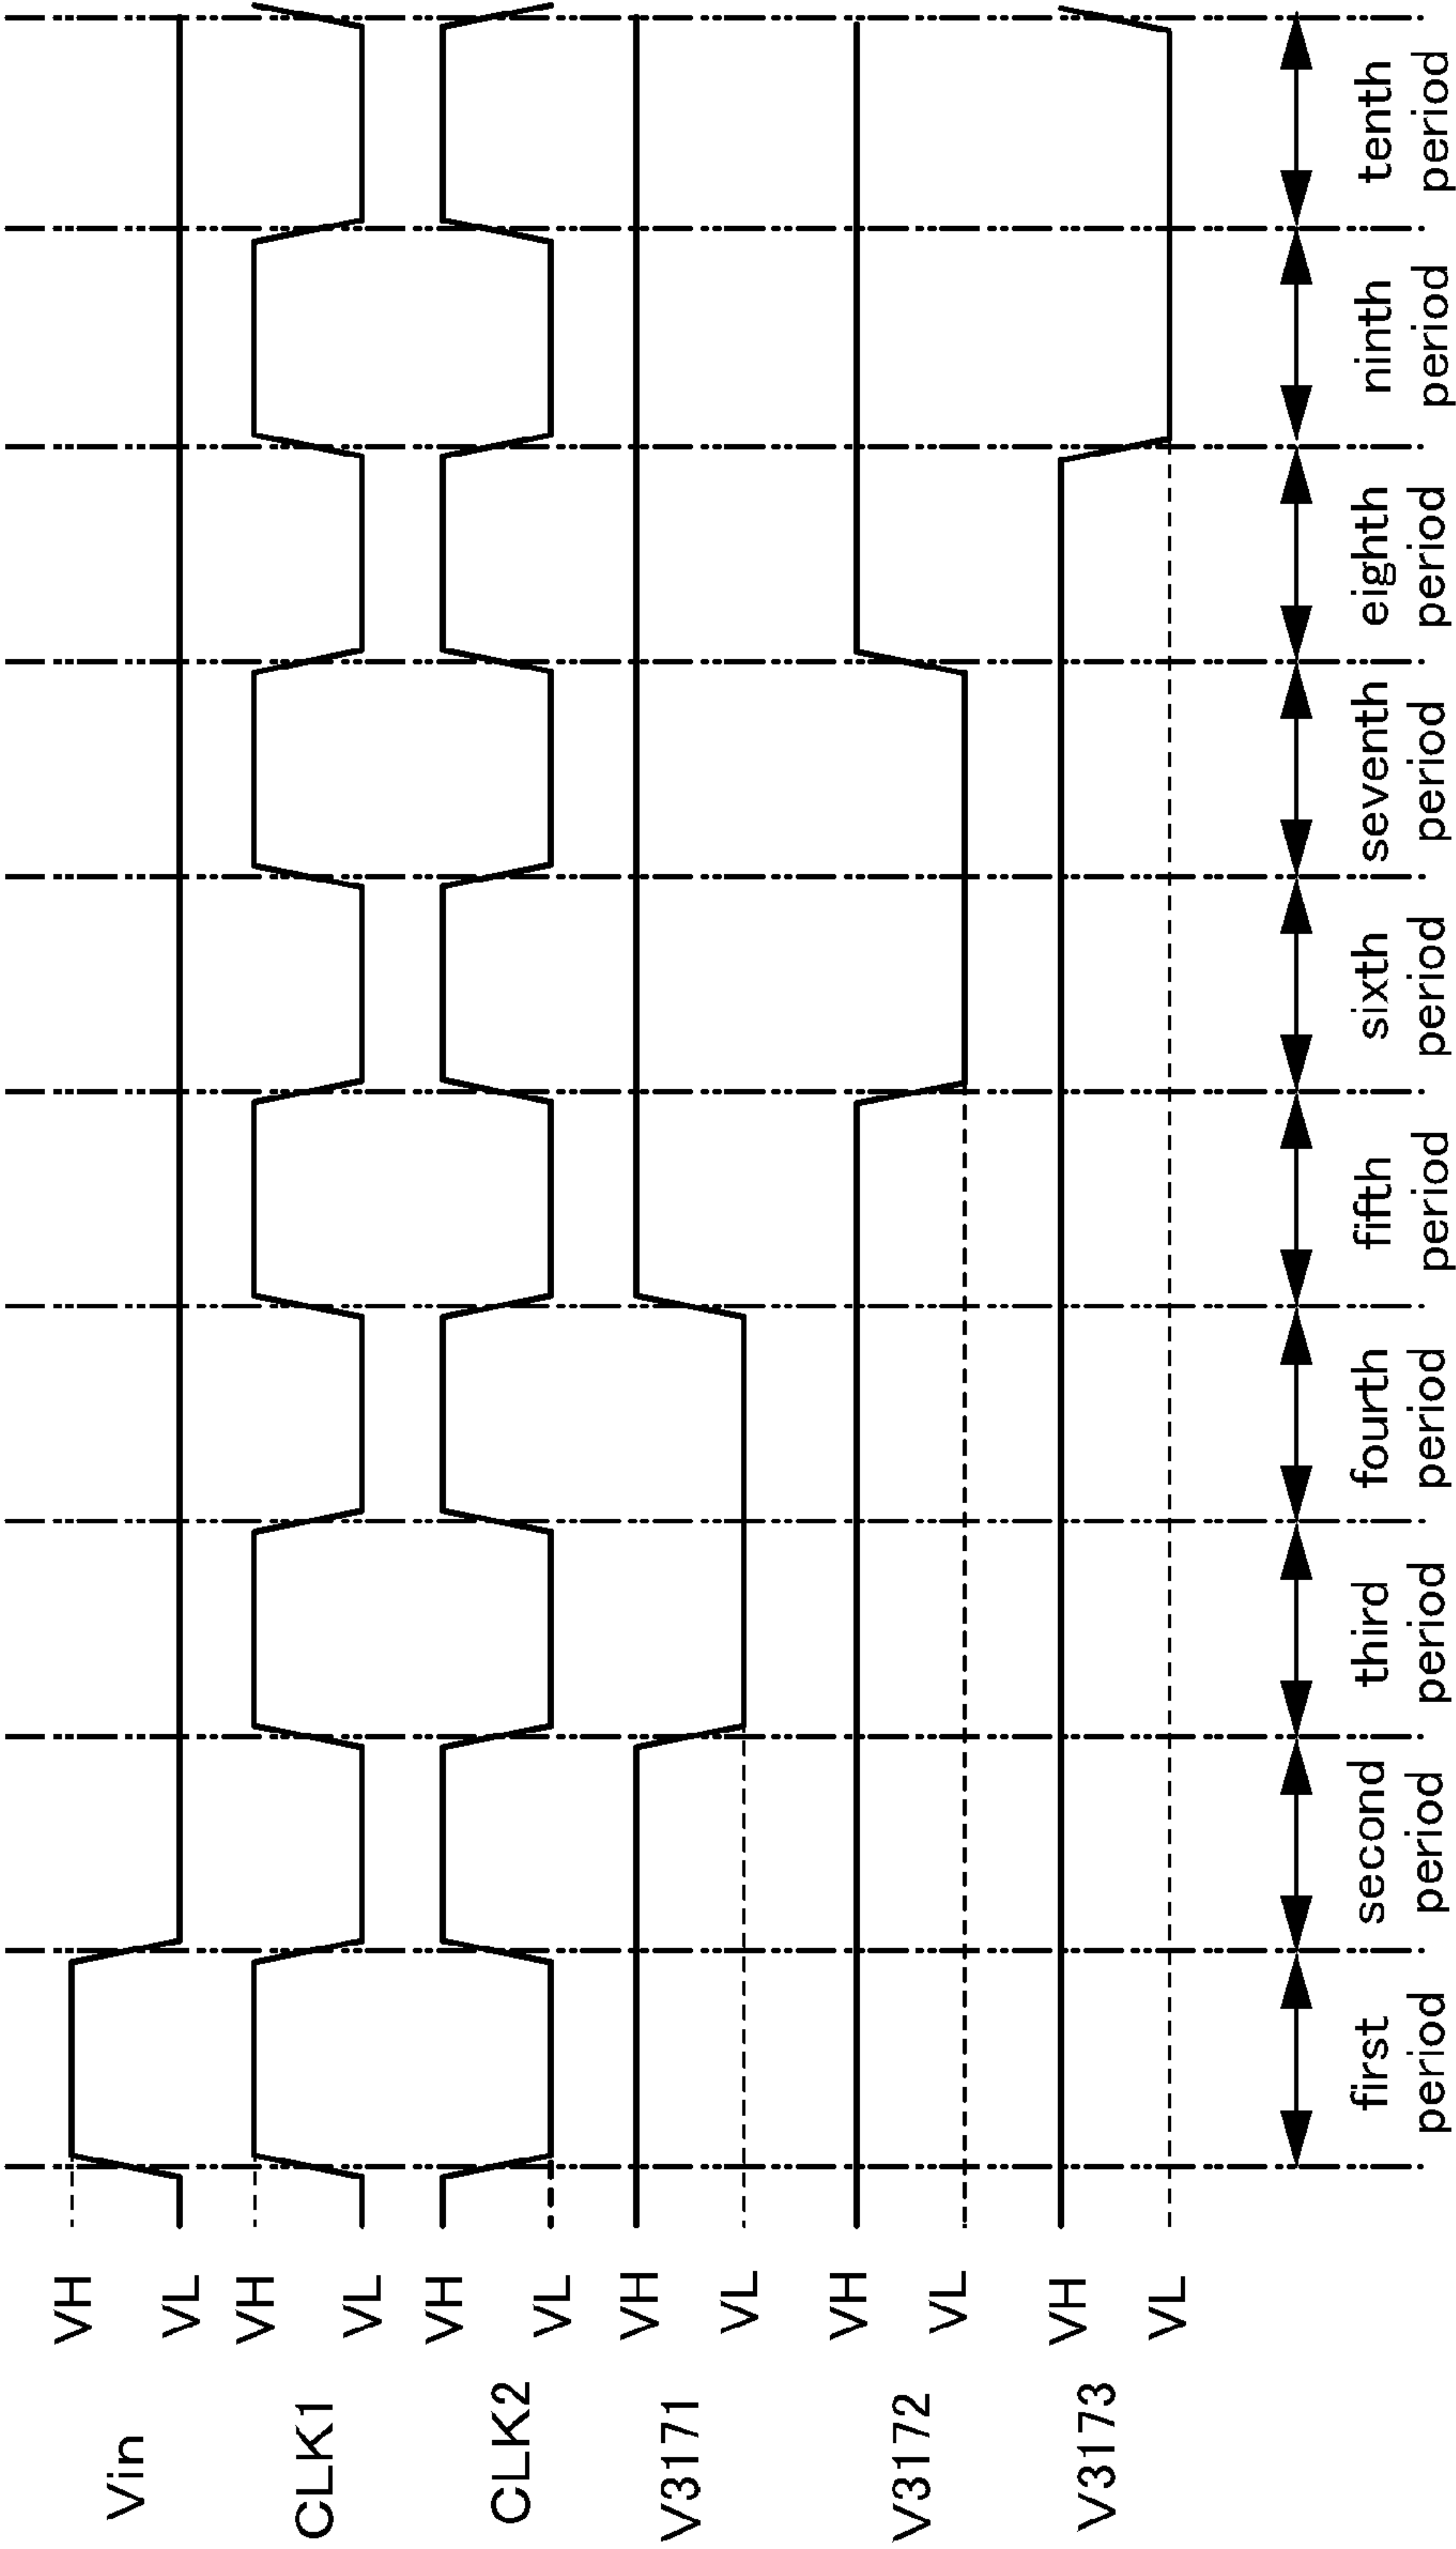 Vin
VH
VL
CLK1
VH
VL
CLK2
VH
VL
V3171
VH
VL
V3172
VH
VL
V3173
VH
VL
first
period
second
period
third
period
fourth
period
fifth
period
sixth
period
seventh
period
eighth
period
ninth
period
tenth
period